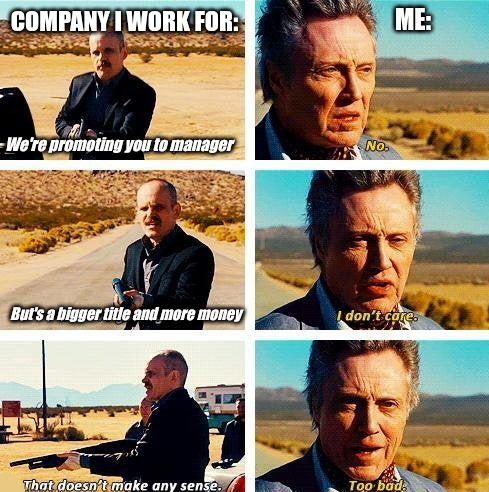 COMPANY I WORK FOR:
ME:
We're promoting you to manager
No.
But's a bigger title and more money
I don't care.
That doesn't make any sense.
Too bad.